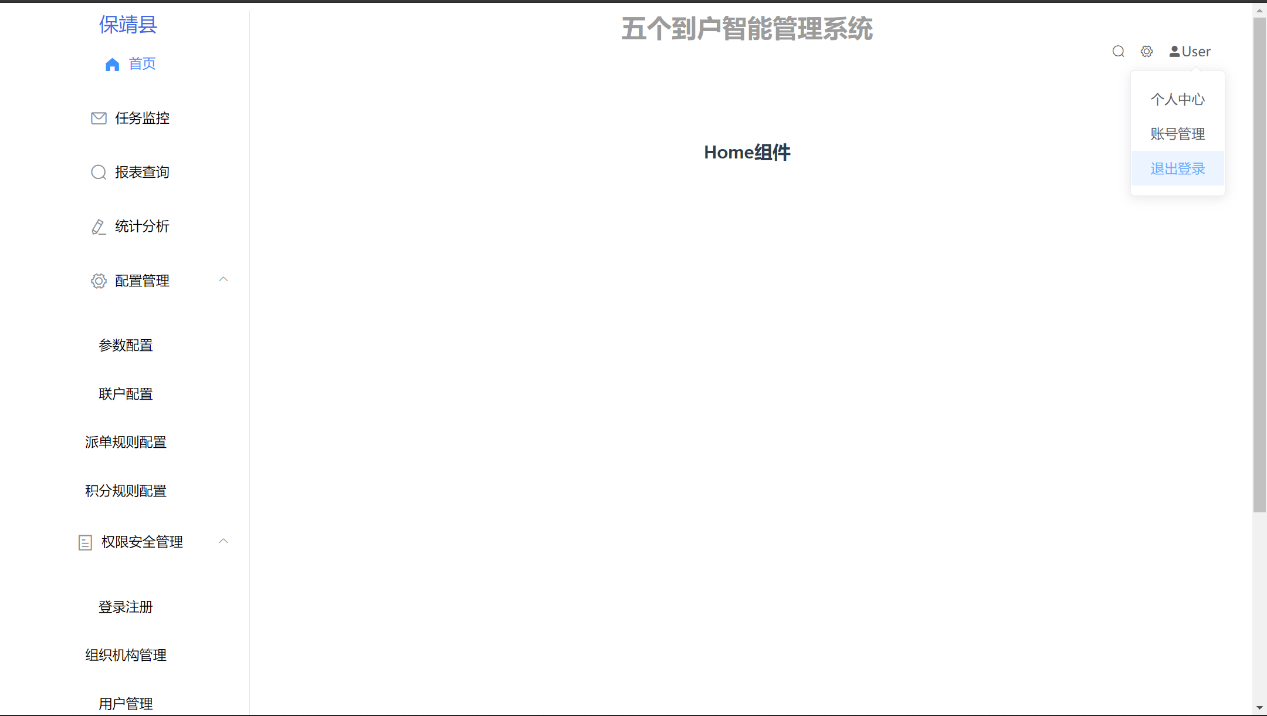 保靖县
首页
任务监控
报表查询
统计分析
配置管理
参数配置
联户配置
派单规则配置
积分规则配置
权限安全管理
登录注册
组织机构管理
用户管理
五个到户智能管理系统
User
个人中心
账号管理
退出登录
Home组件